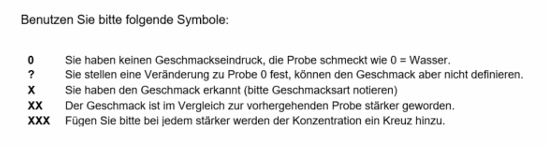 Benutzen Sie bitte folgende Symbole:
0 Sie haben keinen Geschmackseindruck, die Probe schmeckt wie 0 = Wasser.
? Sie stellen eine Veränderung zu Probe 0 fest, können den Geschmack aber nicht definieren.
X Sie haben den Geschmack erkannt (bitte Geschmacksart notieren)
XX Der Geschmack ist im Vergleich zur vorhergehenden Probe stärker geworden.
XXX Fügen Sie bitte bei jedem stärker werden der Konzentration ein Kreuz hinzu.